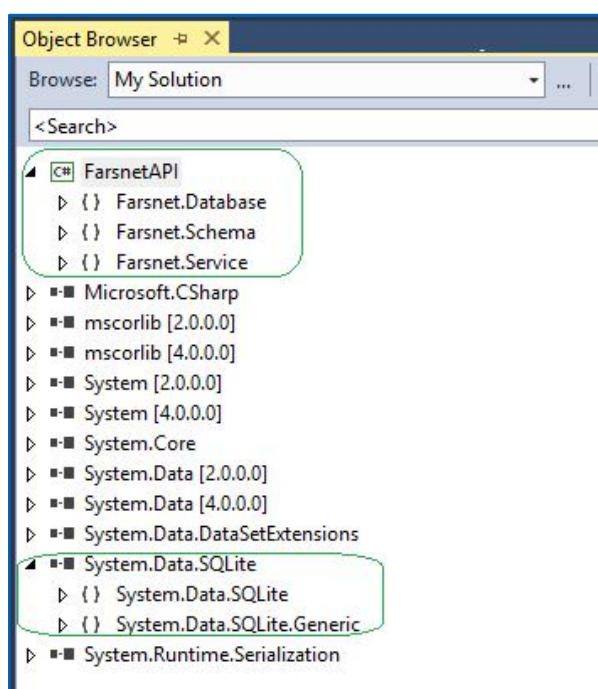 Object Browser
Browse: My Solution ...
<Search>
C# FarsnetAPI
{ } Farsnet.Database
{ } Farsnet.Schema
{ } Farsnet.Service
Microsoft.CSharp
mscorlib [2.0.0.0]
mscorlib [4.0.0.0]
System [2.0.0.0]
System [4.0.0.0]
System.Core
System.Data [2.0.0.0]
System.Data [4.0.0.0]
System.Data.DataSetExtensions
System.Data.SQLite
{ } System.Data.SQLite
{ } System.Data.SQLite.Generic
System.Runtime.Serialization